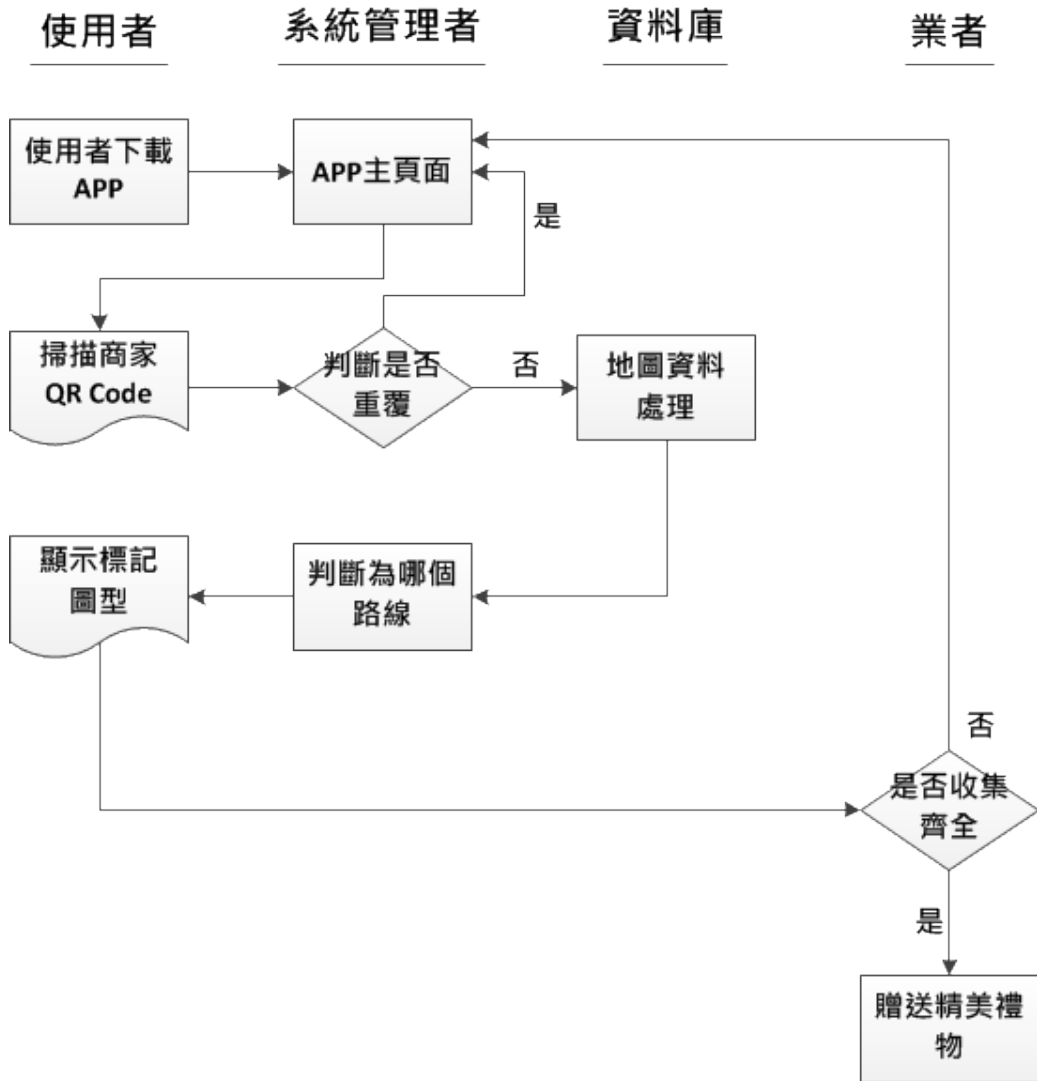 使用者
系統管理者
資料庫
業者
使用者下載
APP
APP主頁面
是
掃描商家
QR Code
判斷是否
重覆
否
地圖資料
處理
顯示標記
圖型
判斷為哪個
路線
否
是否收集
齊全
是
贈送精美禮
物